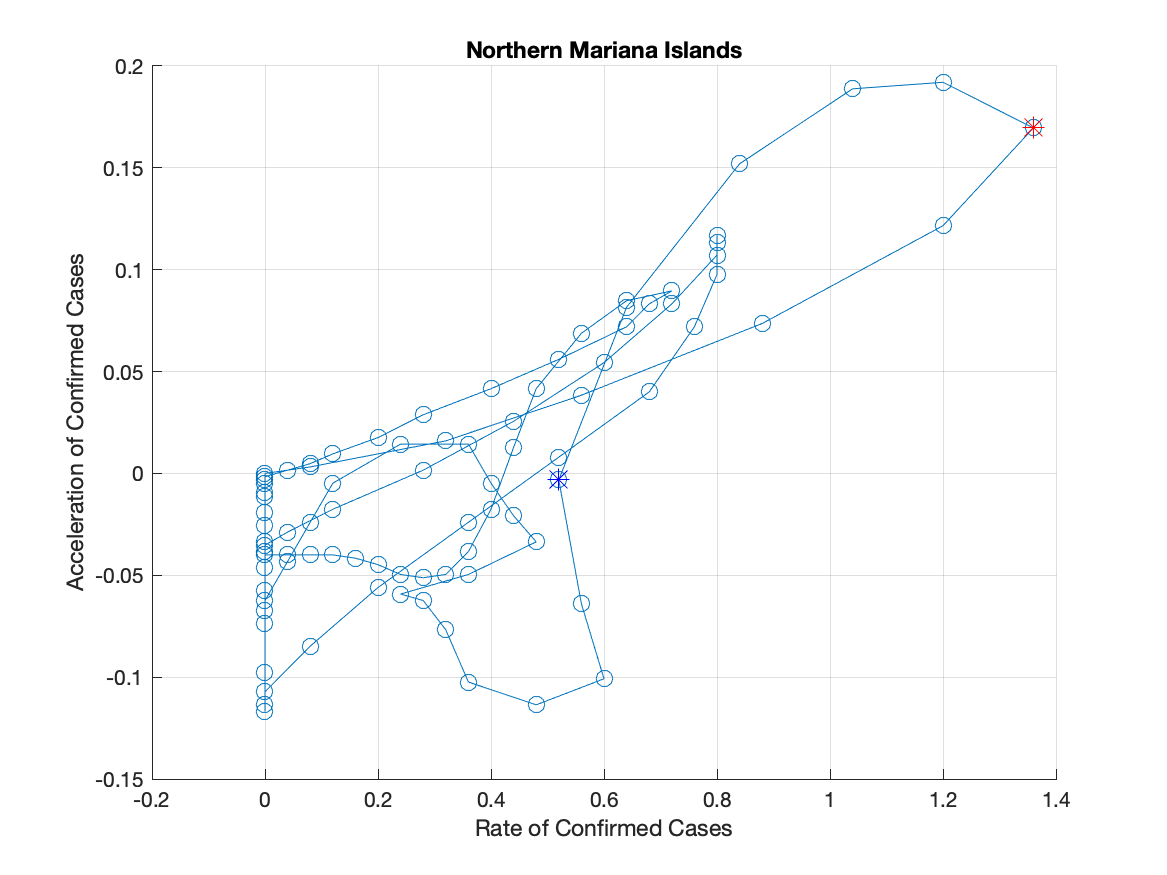 Northern Mariana Islands
0.2
0.15
0.1
0.05
0
-0.05
-0.1
-0.15
Acceleration of Confirmed Cases
-0.2 0 0.2 0.4 0.6 0.8 1 1.2 1.4
Rate of Confirmed Cases